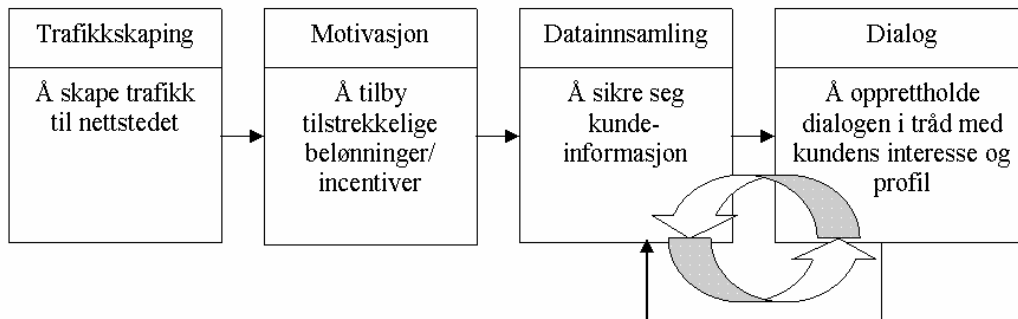 Trafikkskaping
Å skape trafikk
til nettstedet
Motivasjon
Å tilby
tilstrekkelige
belønninger/
incentiver
Datainnsamling
Å sikre seg
kunde-
informasjon
Dialog
Å opprettholde
dialogen i tråd med
kundens interesse og
profil